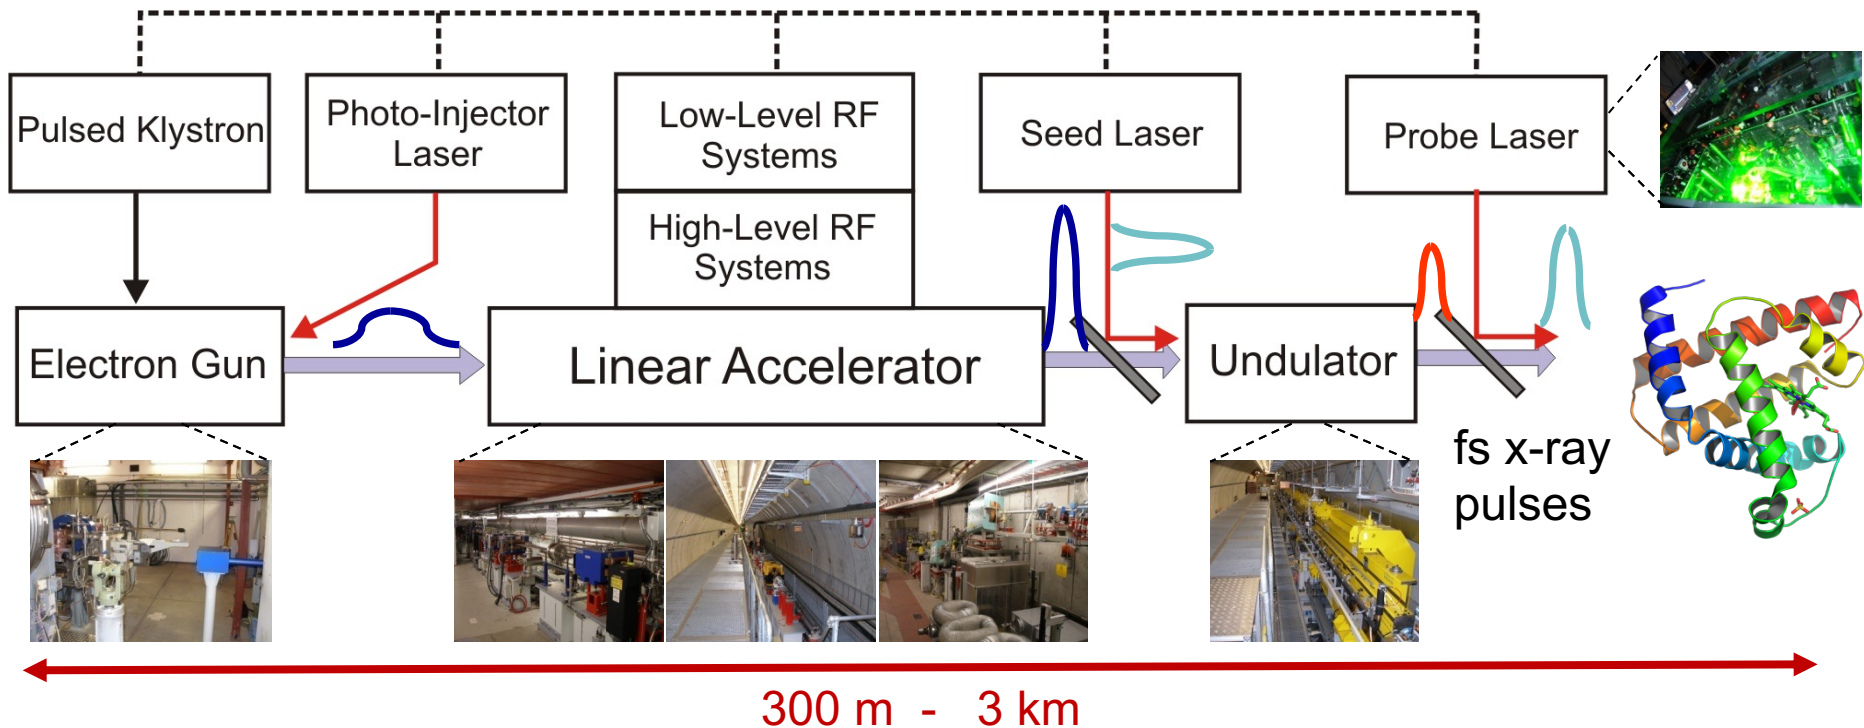 Pulsed Klystron
Photo-Injector
Laser
Low-Level RF
Systems
High-Level RF
Systems
Seed Laser
Probe Laser
Electron Gun
Linear Accelerator
Undulator
fs x-ray
pulses
300 m - 3 km